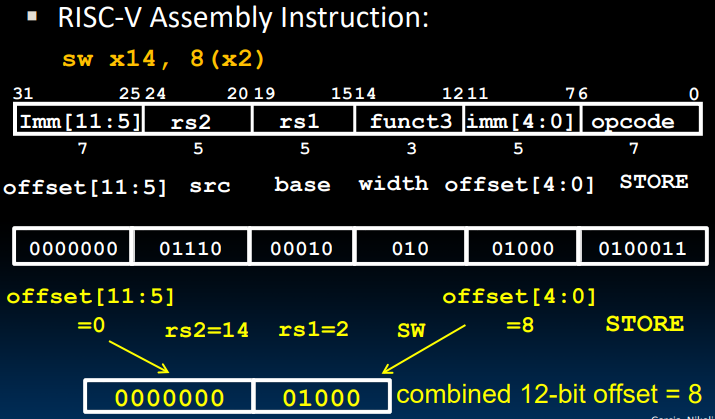 ▪ RISC-V Assembly Instruction:
sw x14, 8(x2)
31 25 24 20 19 15 14 12 11 7 6 0
Imm[11:5] rs2 rs1 funct3 imm[4:0] opcode
7 5 5 3 5 7
offset[11:5] src base width offset[4:0] STORE
0000000 01110 00010 010 01000 0100011
offset[11:5] offset[4:0]
=0 rs2=14 rs1=2 SW =8 STORE
0000000 01000 combined 12-bit offset = 8